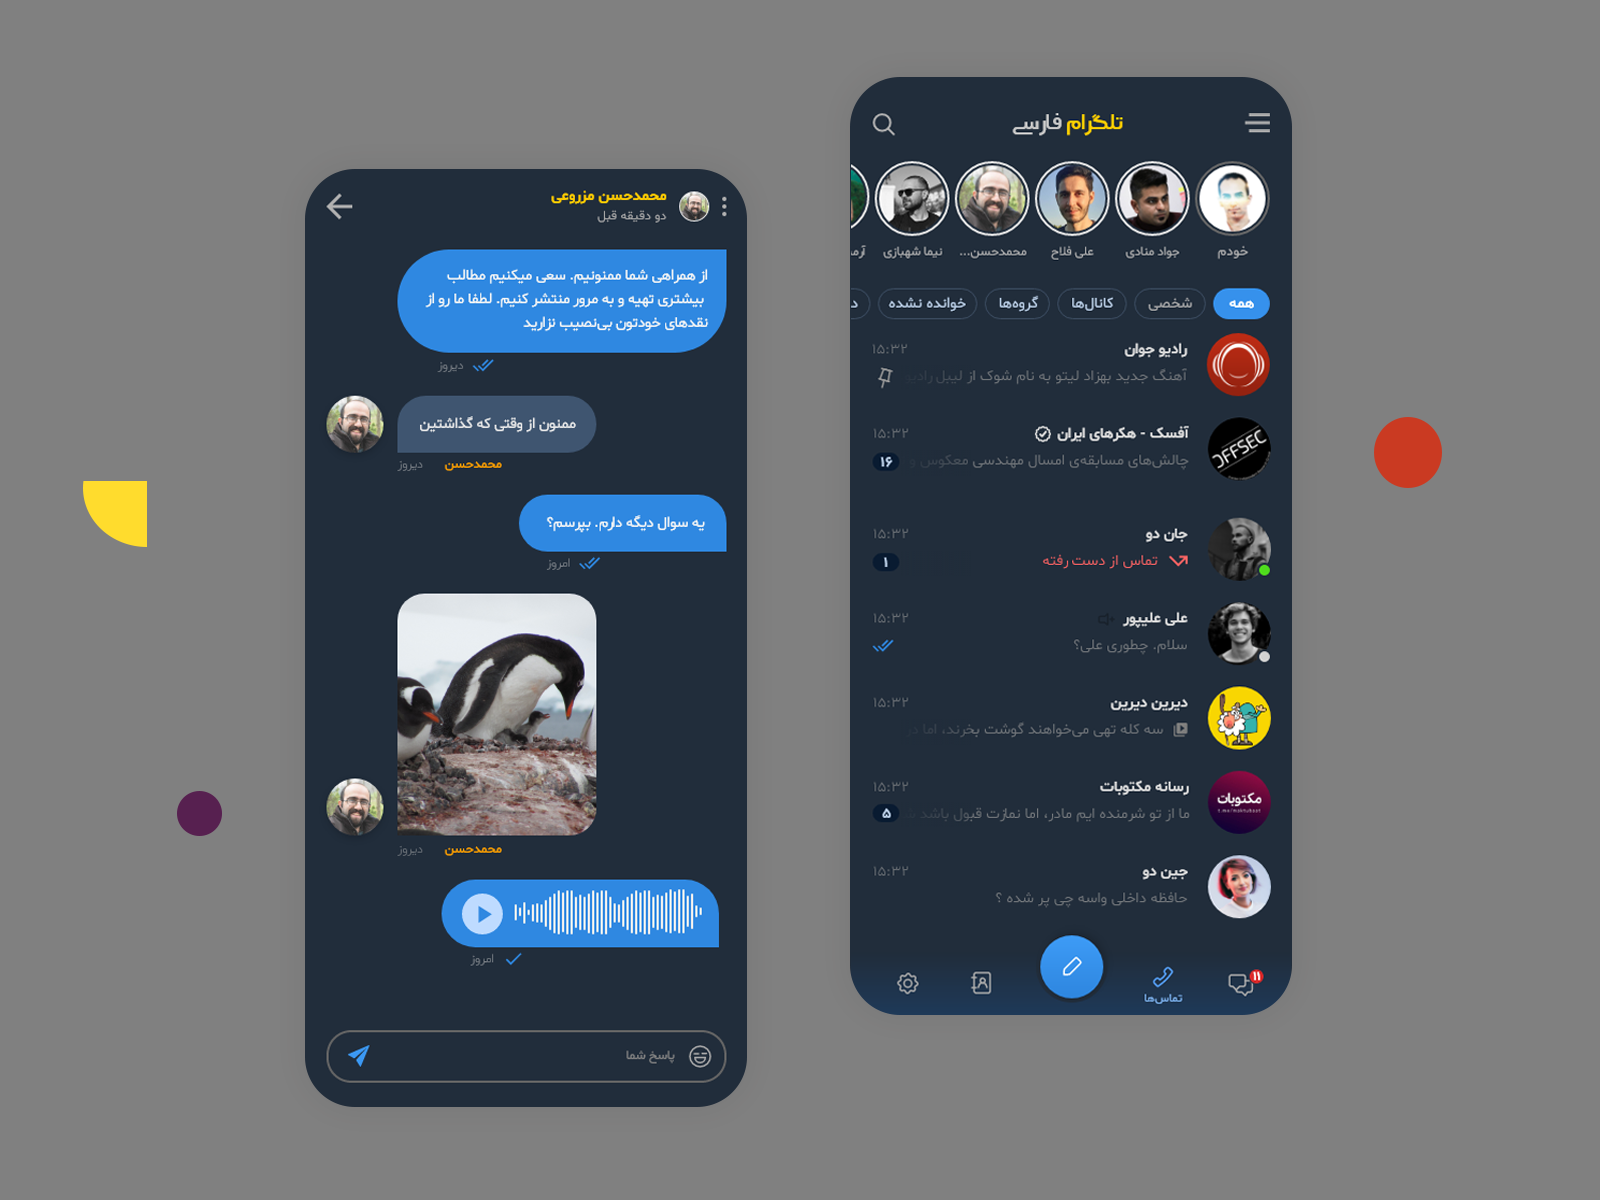 محمدحسن مزروعی
دو دقیقه قبل
از همراهی شما ممنونیم. سعی میکنیم مطالب
بیشتری تهیه و به مرور منتشر کنیم. لطفا ما رو از
نقدهای خودتون بی‌نصیب نزارید
دیروز
ممنون از وقتی که گذاشتین
محمدحسن دیروز
یه سوال دیگه دارم. بپرسم؟
امروز
محمدحسن دیروز
امروز
پاسخ شما
تلگرام فارسی
خودم جواد منادی علی فلاح محمدحسن... نیما شهبازی
همه شخصی کانال‌ها گروه‌ها خوانده نشده
رادیو جوان ۱۵:۳۲
آهنگ جدید بهزاد لیتو به نام شوک از لیبل رادیو
OFFSEC
آفسک - هکرهای ایران ۱۵:۳۲
چالش‌های مسابقه‌ی امسال مهندسی معکوس و ۱۶
جان دو ۱۵:۳۲
تماس از دست رفته ۱
علی علیپور ۱۵:۳۲
سلام. چطوری علی؟
دیرین دیرین ۱۵:۳۲
سه کله تهی می‌خواهند گوشت بخرند، اما در
مکتوبات
رسانه مکتوبات ۱۵:۳۲
ما از تو شرمنده ایم مادر، اما نمازت قبول باشد ۵
جین دو ۱۵:۳۲
حافظه داخلی واسه چی پر شده ؟
۱۱
تماس‌ها